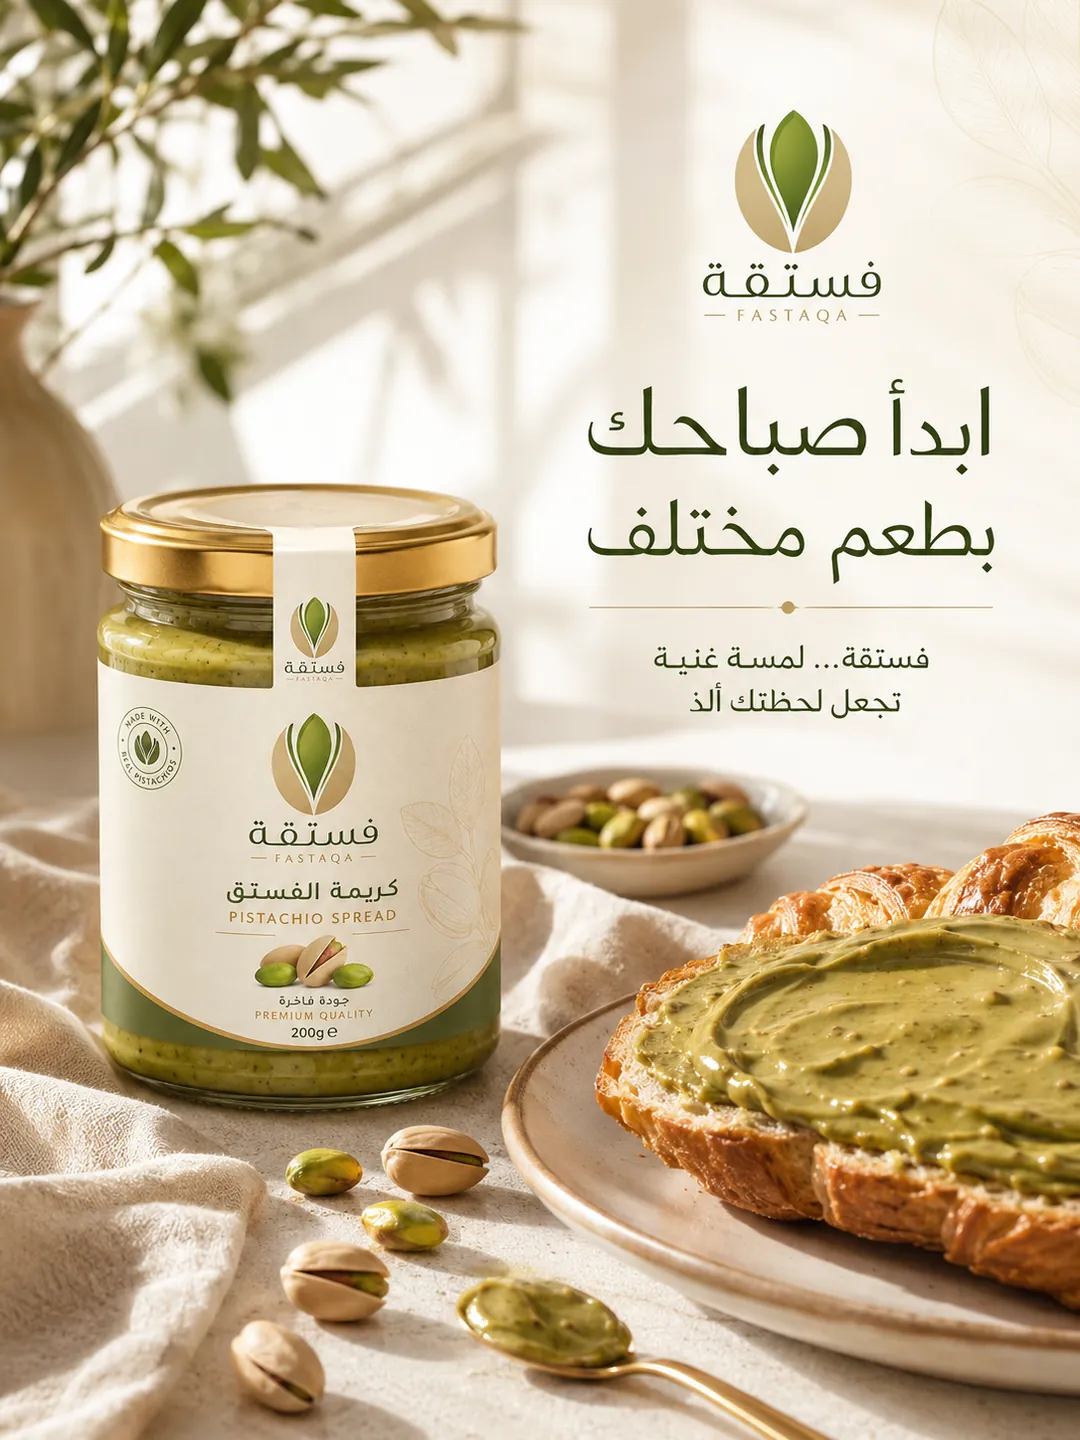 فستقة
FASTAQA
ابدأ صباحك
بطعم مختلف
فستقة... لمسة غنية
تجعل لحظتك ألذ
فستقة
FASTAQA
MADE WITH
REAL PISTACHIOS
فستقة
FASTAQA
كريمة الفستق
PISTACHIO SPREAD
جودة فاخرة
PREMIUM QUALITY
200g ℮